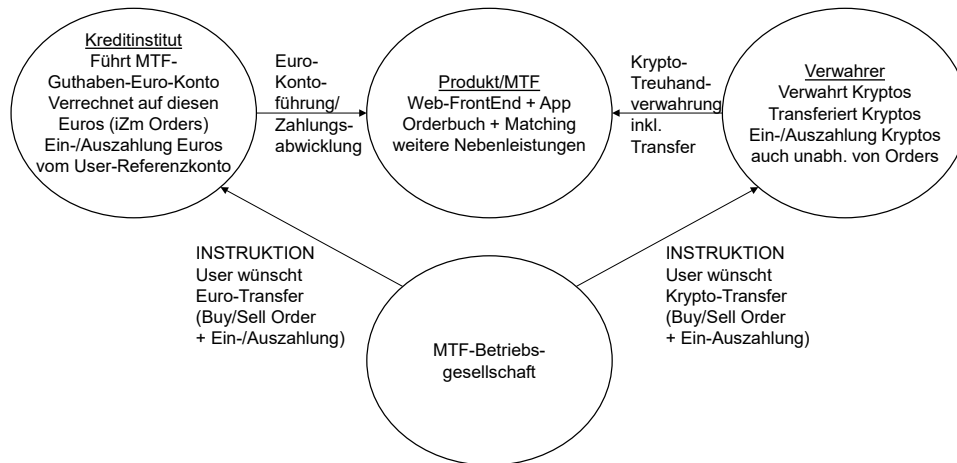 Kreditinstitut
Führt MTF-
Guthaben-Euro-Konto
Verrechnet auf diesen
Euros (iZm Orders)
Ein-/Auszahlung Euros
vom User-Referenzkonto
Euro-
Konto-
führung/
Zahlungs-
abwicklung
Produkt/MTF
Web-FrontEnd + App
Orderbuch + Matching
weitere Nebenleistungen
Krypto-
Treuhand-
verwahrung
inkl.
Transfer
Verwahrer
Verwahrt Kryptos
Transferiert Kryptos
Ein-/Auszahlung Kryptos
auch unabh. von Orders
INSTRUKTION
User wünscht
Euro-Transfer
(Buy/Sell Order
+ Ein-/Auszahlung)
MTF-Betriebs-
gesellschaft
INSTRUKTION
User wünscht
Krypto-Transfer
(Buy/Sell Order
+ Ein-Auszahlung)